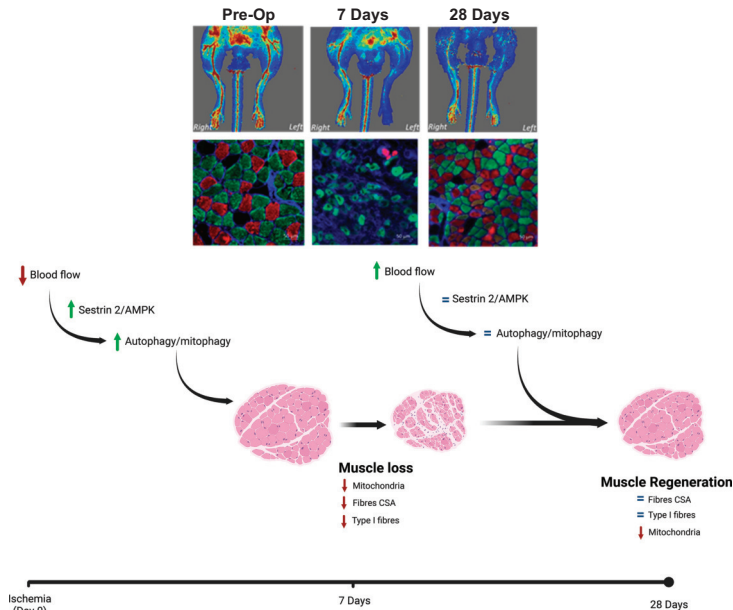 Pre-Op 7 Days 28 Days
Right Left Right Left Right Left
50 µm
Blood flow
Sestrin 2/AMPK
Autophagy/mitophagy
Blood flow
= Sestrin 2/AMPK
= Autophagy/mitophagy
Muscle loss
Mitochondria
Fibres CSA
Type I fibres
Muscle Regeneration
= Fibres CSA
= Type I fibres
Mitochondria
Ischemia
7 Days
28 Days